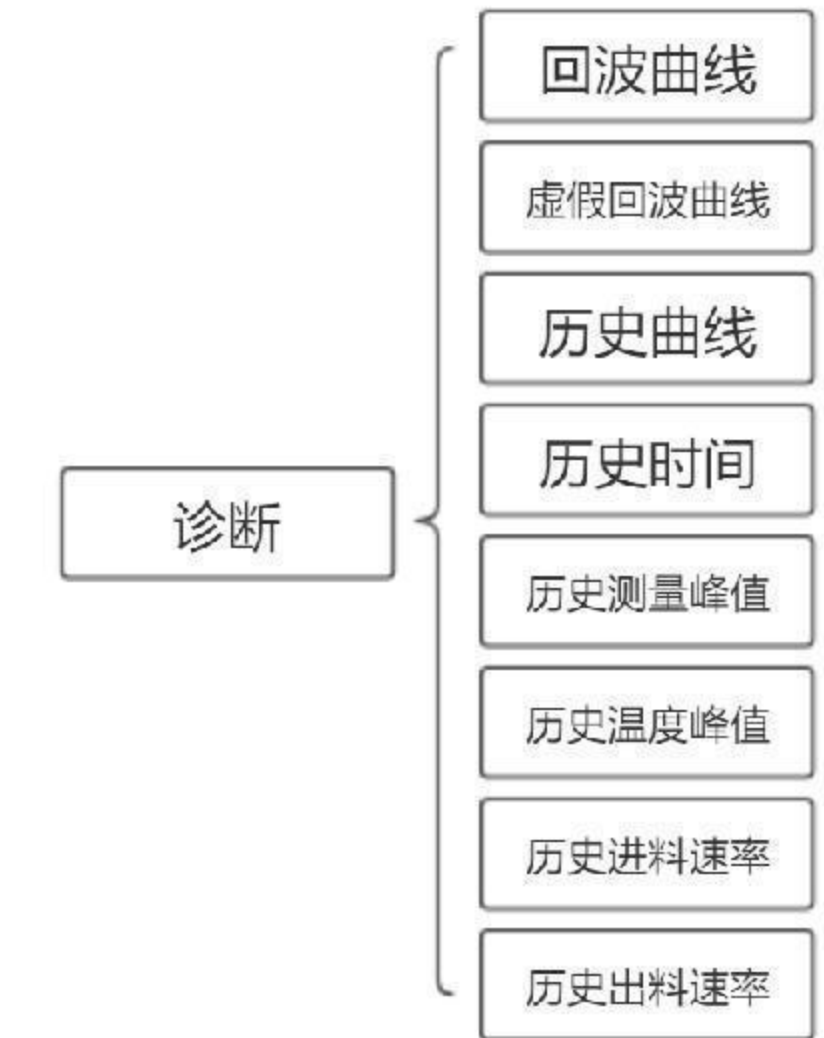 回波曲线
虚假回波曲线
历史曲线
历史时间
诊断
历史测量峰值
历史温度峰值
历史进料速率
历史出料速率